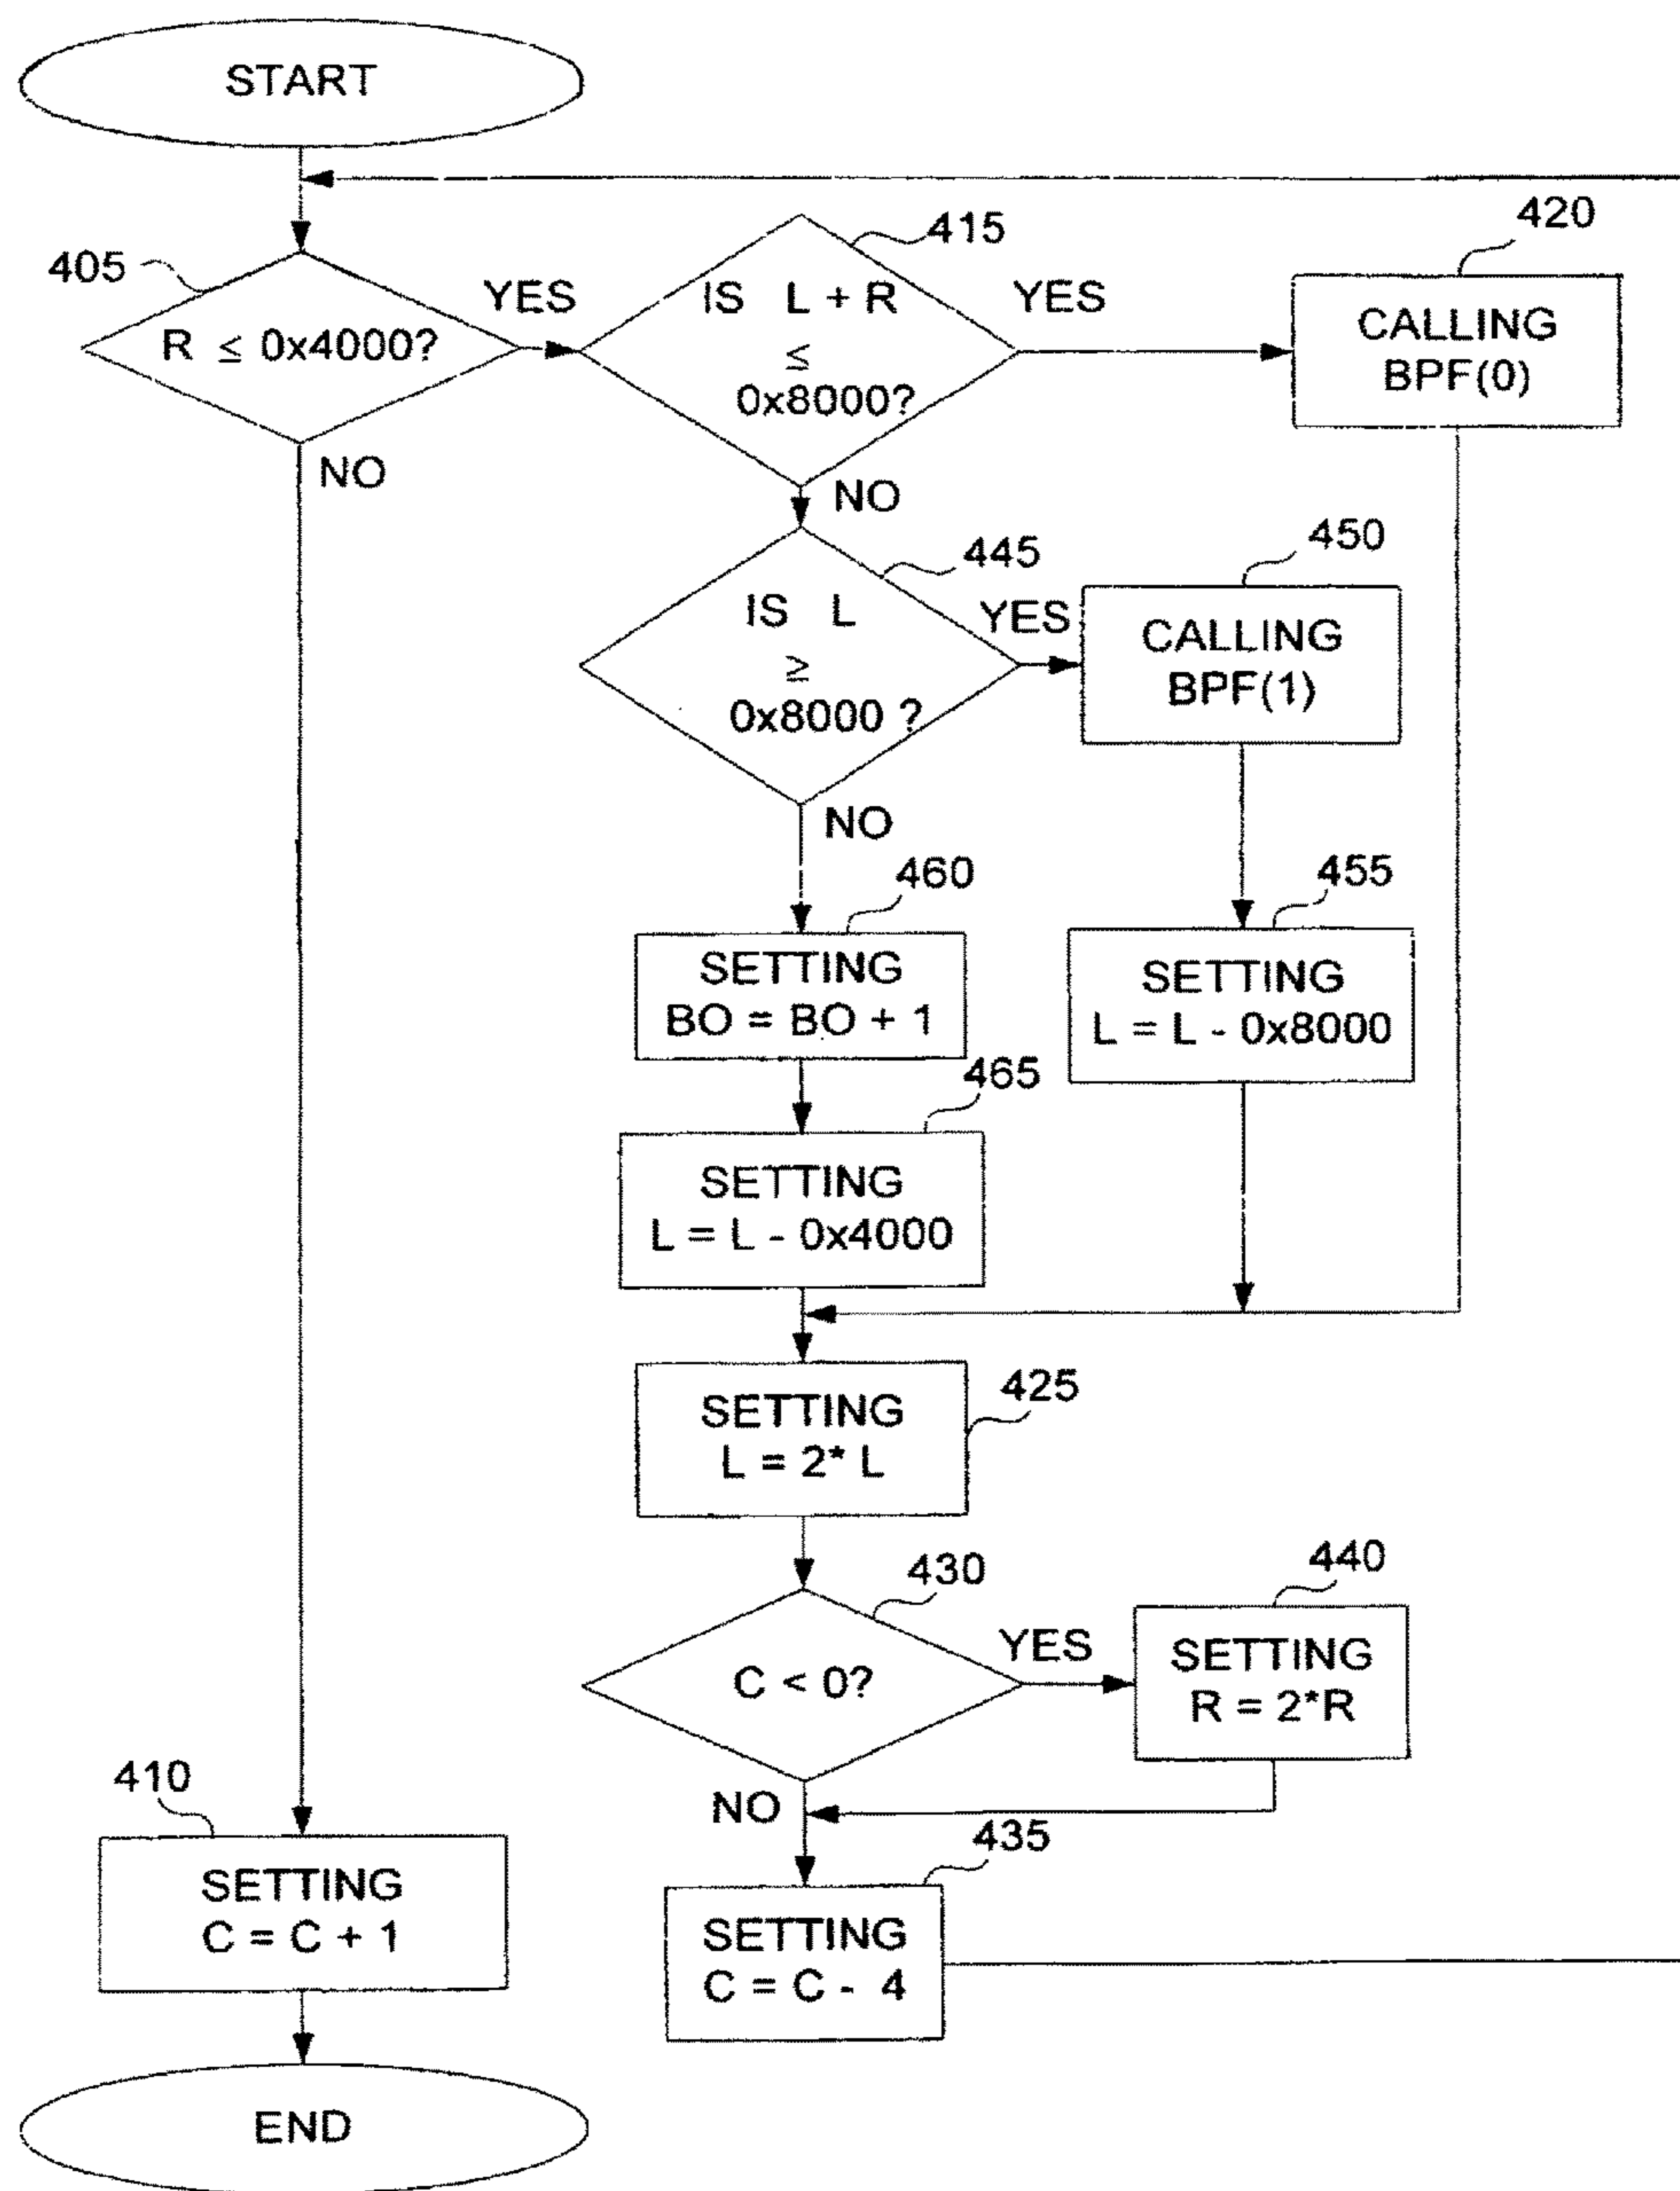 START
405
R ≤ 0x4000?
YES
NO
415
IS L + R
≤
0x8000?
YES
NO
420
CALLING
BPF(0)
445
IS L
≥
0x8000 ?
YES
NO
450
CALLING
BPF(1)
455
SETTING
L = L - 0x8000
460
SETTING
BO = BO + 1
465
SETTING
L = L - 0x4000
425
SETTING
L = 2* L
430
C < 0?
YES
NO
440
SETTING
R = 2*R
435
SETTING
C = C - 4
410
SETTING
C = C + 1
END